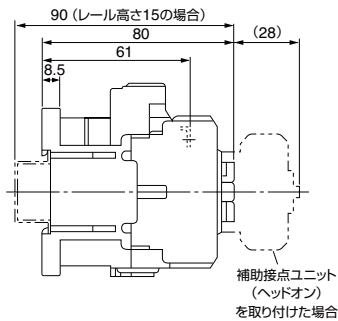 90（レール高さ15の場合）
80
（28）
61
8.5
補助接点ユニット
（ヘッドオン）
を取り付けた場合